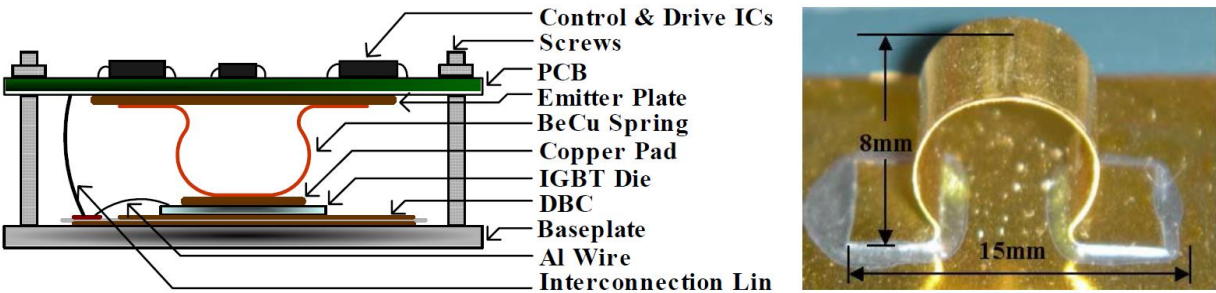 Control & Drive ICs
Screws
PCB
Emitter Plate
BeCu Spring
Copper Pad
IGBT Die
DBC
Baseplate
Al Wire
Interconnection Lin
8mm
15mm